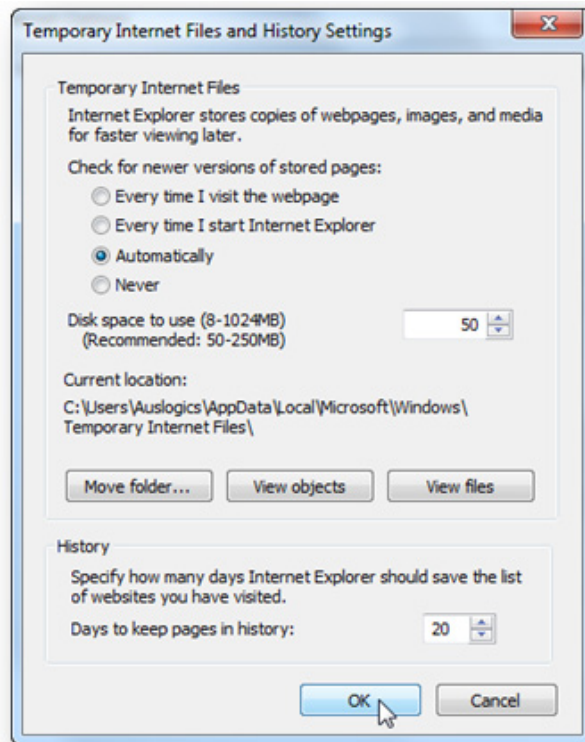 Temporary Internet Files and History Settings
Temporary Internet Files
Internet Explorer stores copies of webpages, images, and media
for faster viewing later.
Check for newer versions of stored pages:
Every time I visit the webpage
Every time I start Internet Explorer
Automatically
Never
Disk space to use (8-1024MB) 50
(Recommended: 50-250MB)
Current location:
C:\Users\Auslogics\AppData\Local\Microsoft\Windows\
Temporary Internet Files\
Move folder... View objects View files
History
Specify how many days Internet Explorer should save the list
of websites you have visited.
Days to keep pages in history: 20
OK Cancel